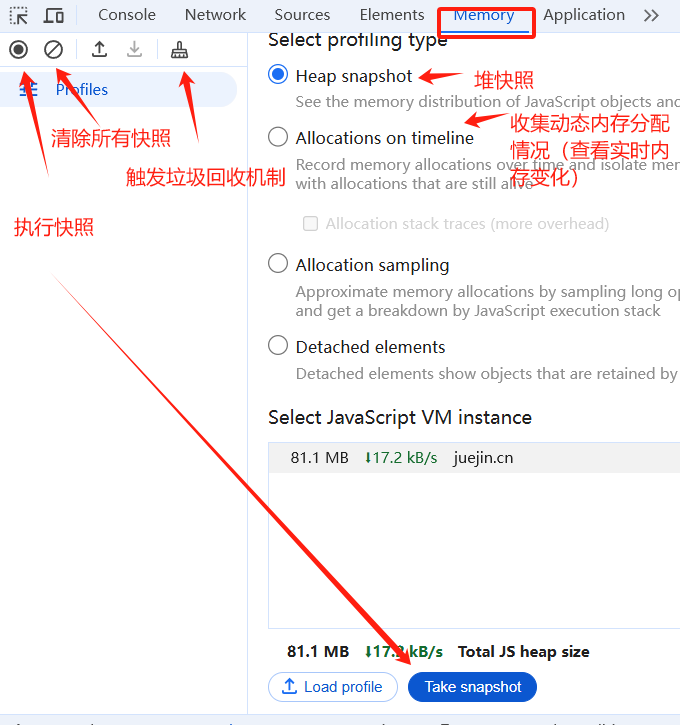 Console Network Sources Elements Memory Application
Select profiling type
Profiles
Heap snapshot
堆快照
See the memory distribution of JavaScript objects and
清除所有快照
Allocations on timeline
收集动态内存分配
情况（查看实时内
存变化）
Record memory allocations over time and isolate mem
with allocations that are still alive
触发垃圾回收机制
执行快照
Allocation stack traces (more overhead)
Allocation sampling
Approximate memory allocations by sampling long op
and get a breakdown by JavaScript execution stack
Detached elements
Detached elements show objects that are retained by
Select JavaScript VM instance
81.1 MB ⬇17.2 kB/s juejin.cn
81.1 MB ⬇17.2 kB/s Total JS heap size
Load profile Take snapshot